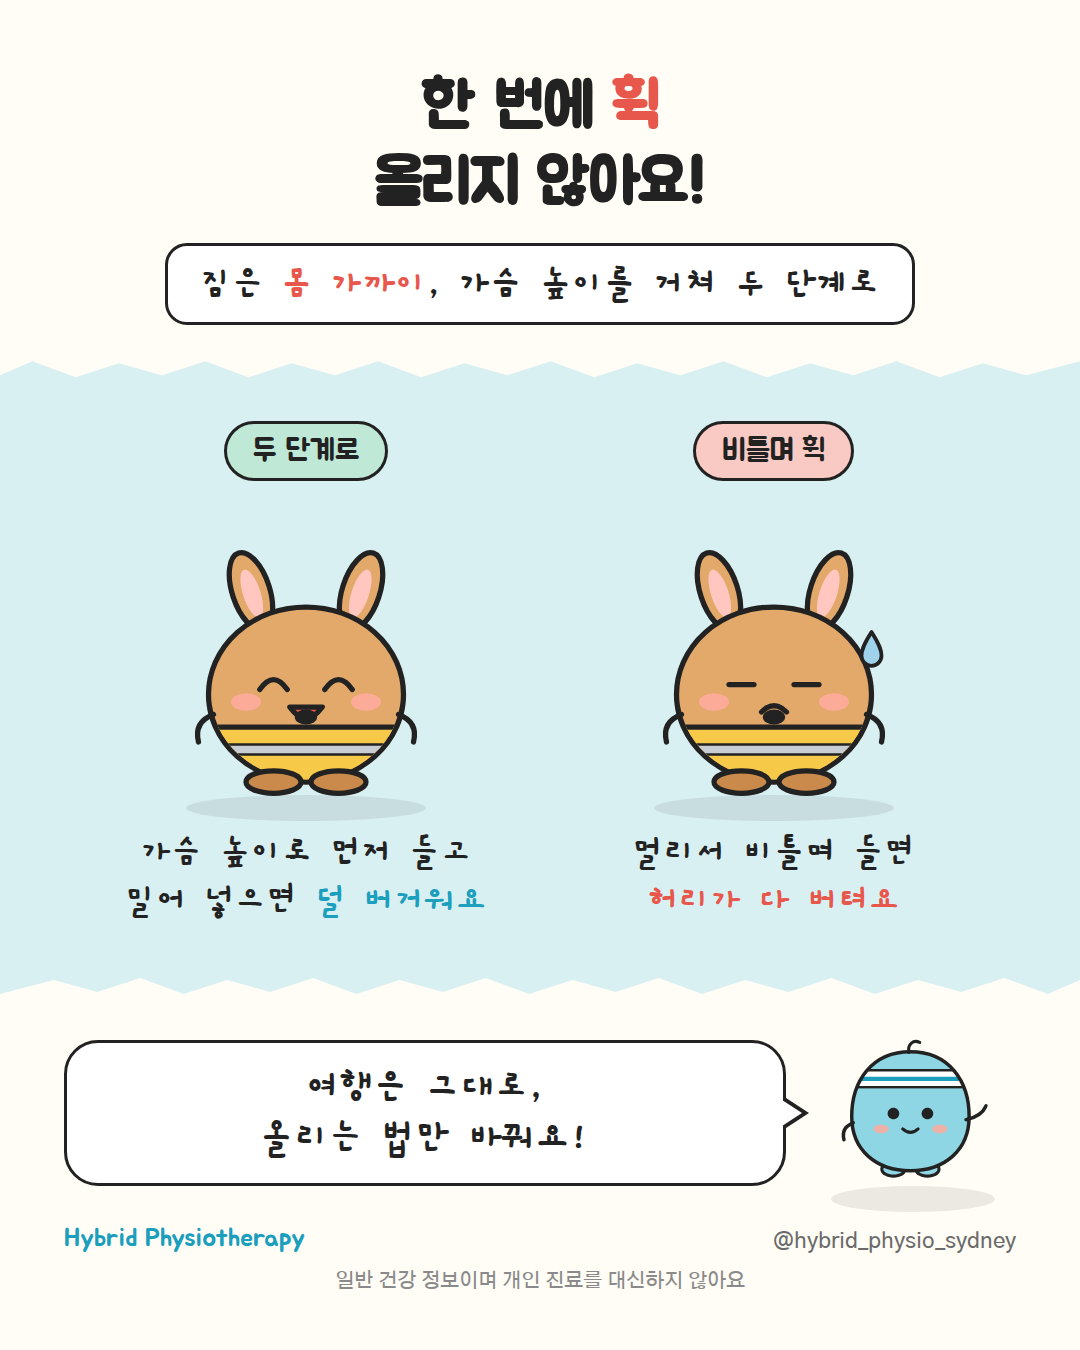 한 번에 휙
올리지 않아요!
짐은 몸 가까이, 가슴 높이를 거쳐 두 단계로
두 단계로
비틀며 휙
가슴 높이로 먼저 들고
밀어 넣으면 덜 버거워요
멀리서 비틀며 들면
허리가 다 버텨요
여행은 그대로,
올리는 법만 바꿔요!
Hybrid Physiotherapy
@hybrid_physio_sydney
일반 건강 정보이며 개인 진료를 대신하지 않아요